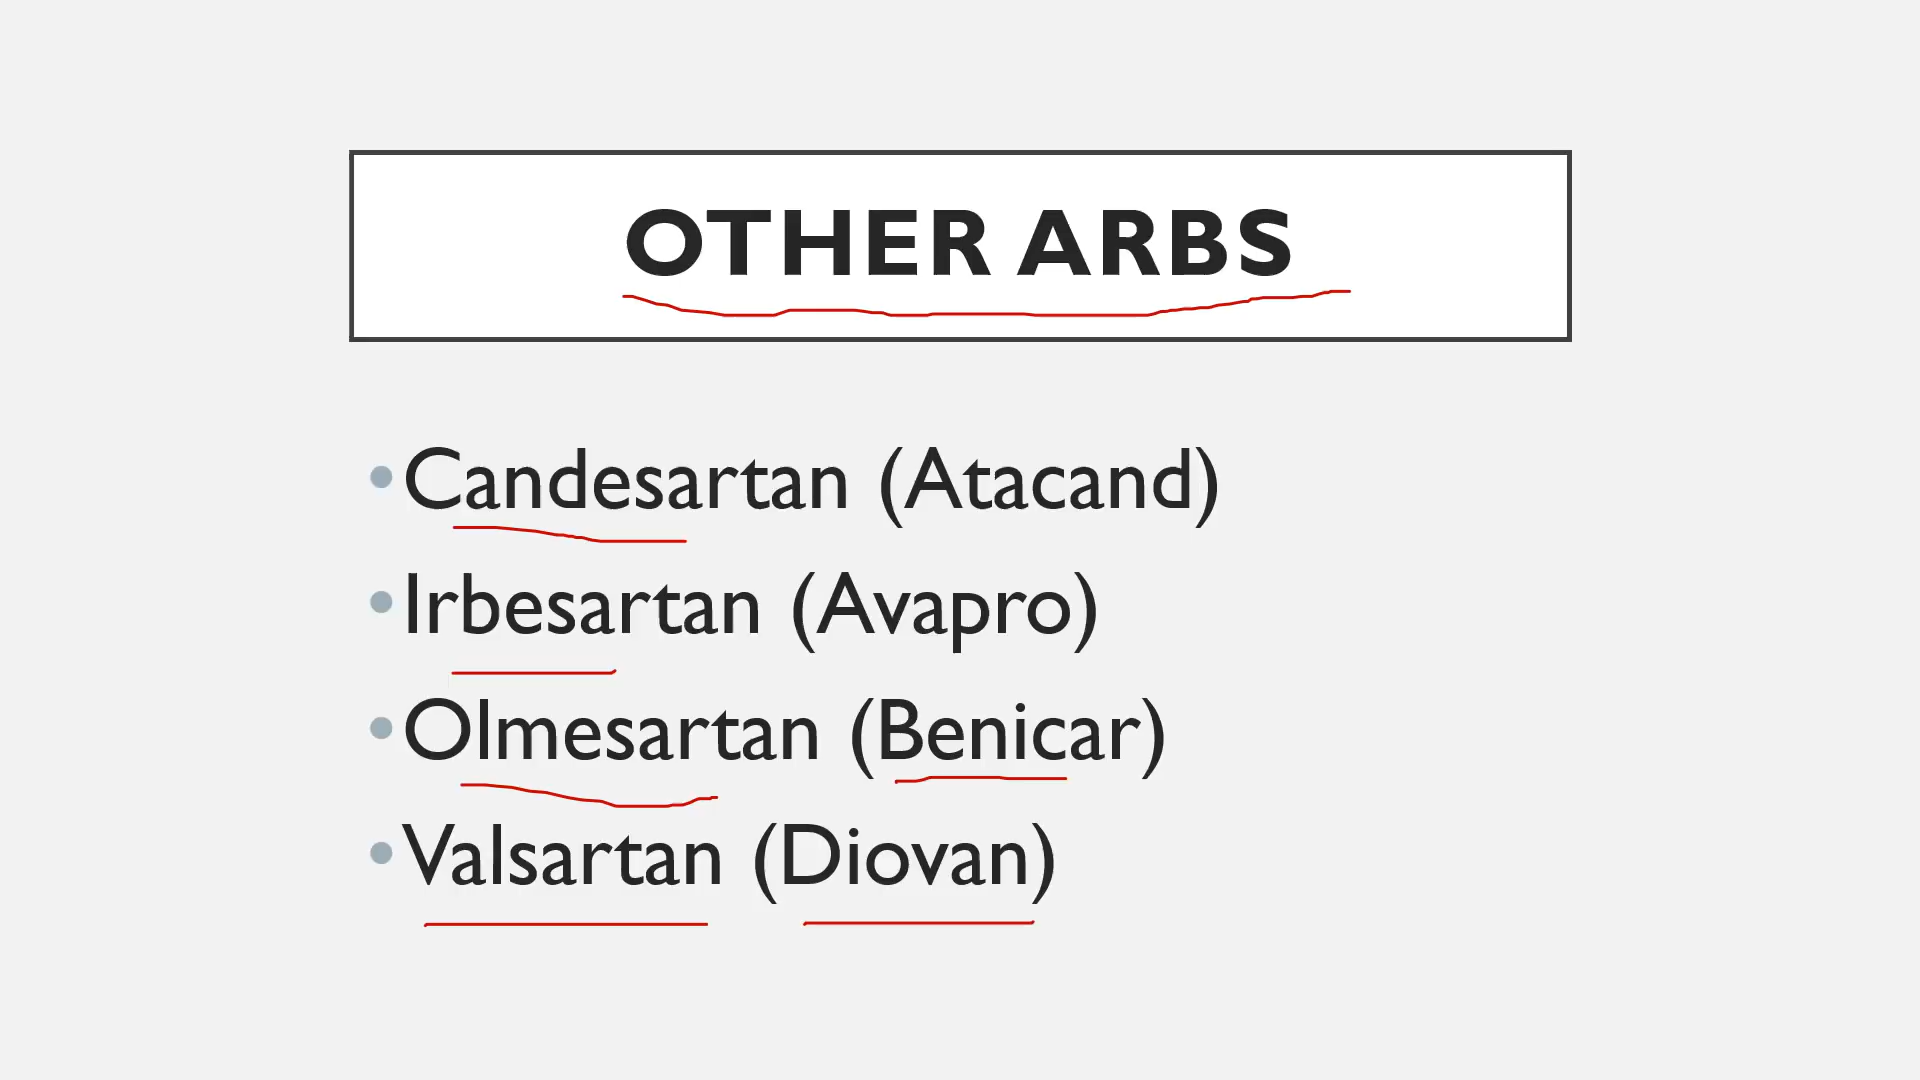 OTHER ARBS
•Candesartan (Atacand)
•Irbesartan (Avapro)
•Olmesartan (Benicar)
•Valsartan (Diovan)